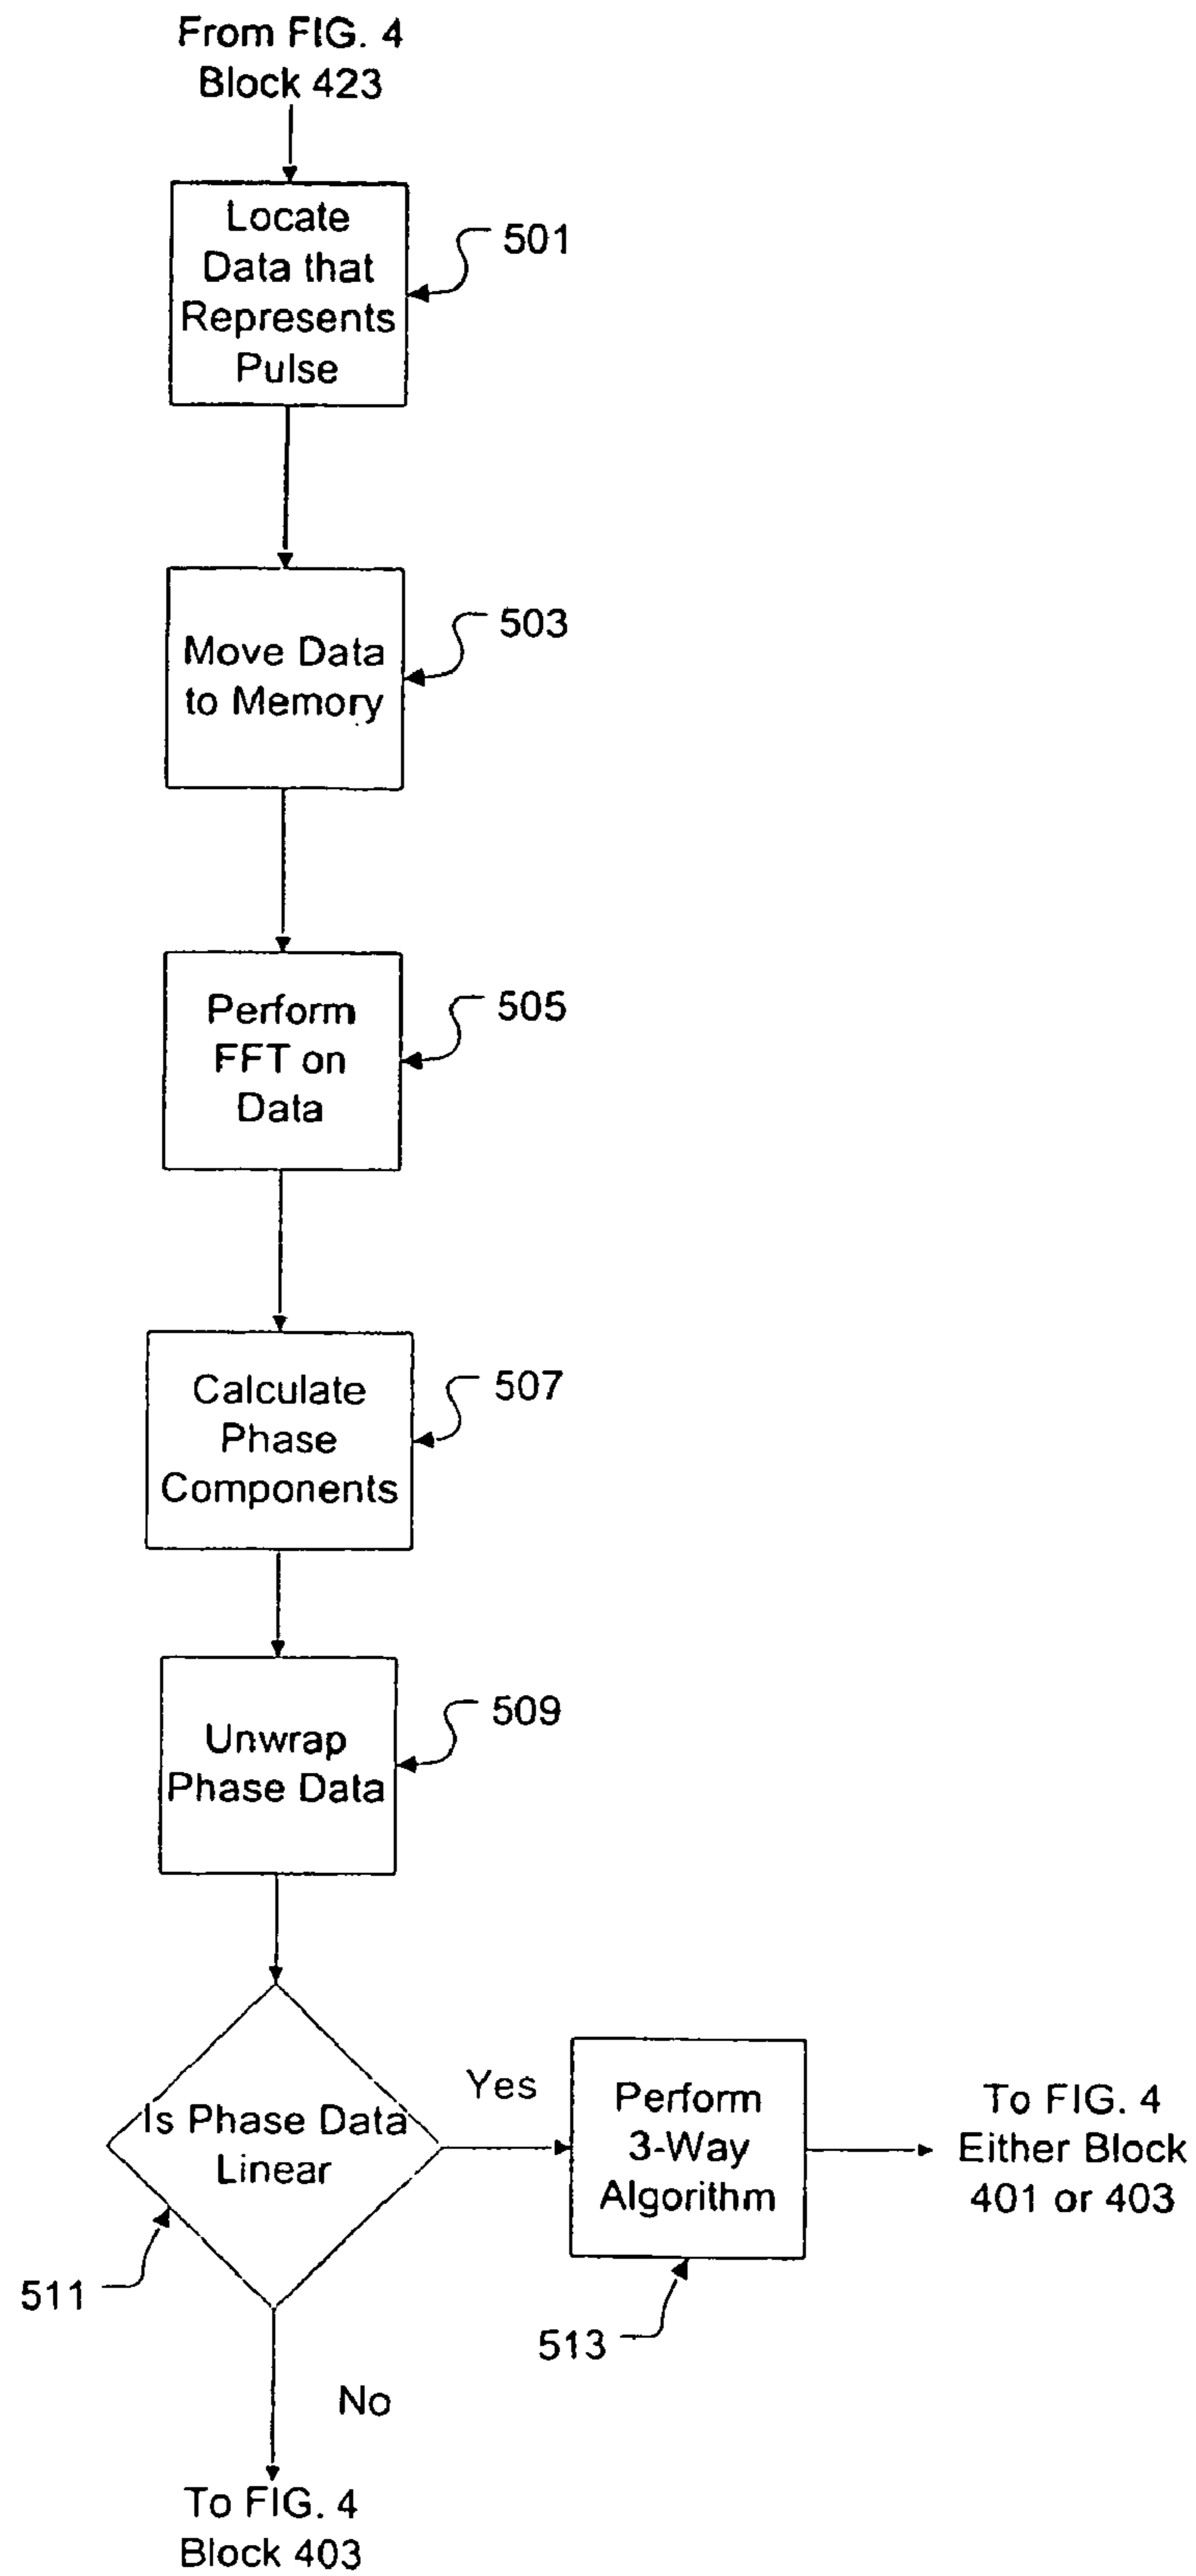 From FIG. 4
Block 423
Locate
Data that
Represents
Pulse
501
Move Data
to Memory
503
Perform
FFT on
Data
505
Calculate
Phase
Components
507
Unwrap
Phase Data
509
Is Phase Data
Linear
511
Yes
Perform
3-Way
Algorithm
513
To FIG. 4
Either Block
401 or 403
No
To FIG. 4
Block 403